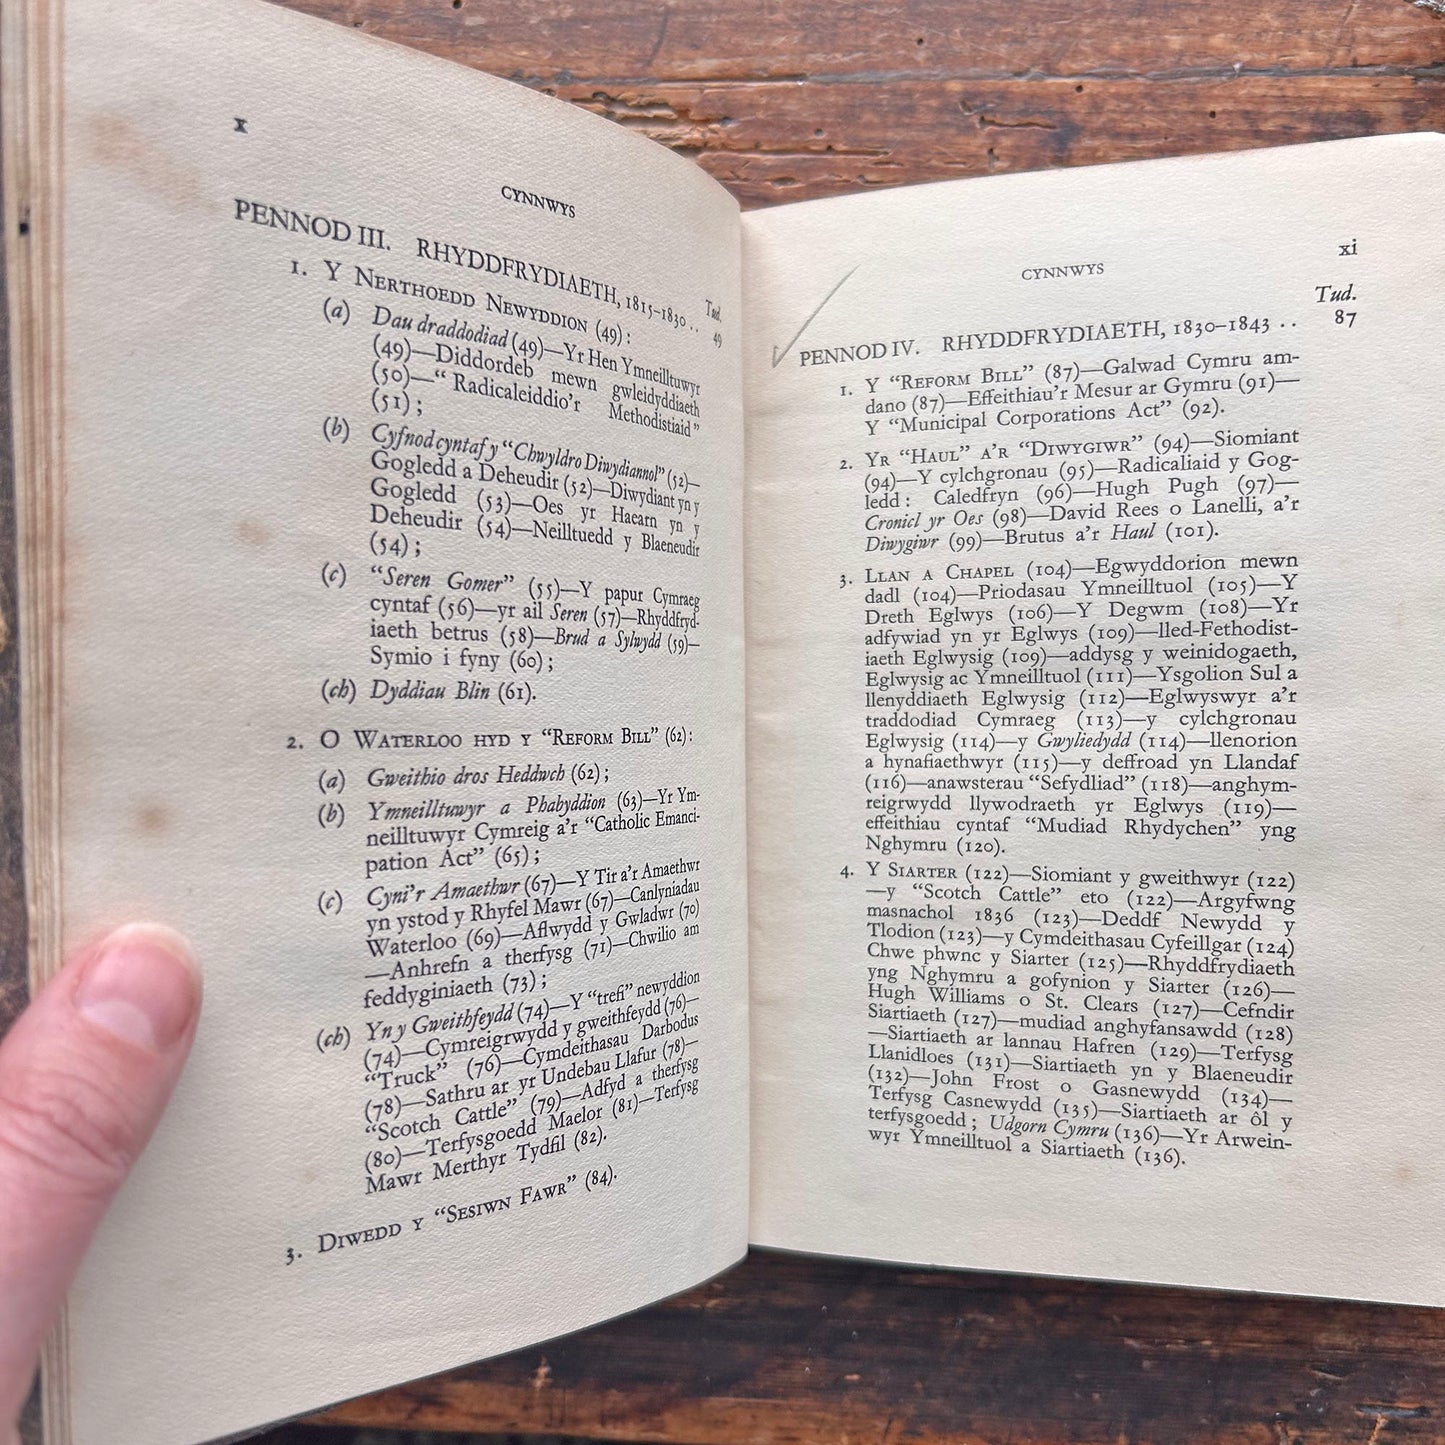 x
CYNNWYS
PENNOD III. RHYDDFRYDIAETH, 1815–1830 ..
Tud.
49
1. Y Nerthoedd Newyddion (49):
(a) Dau draddodiad (49)—Yr Hen Ymneilltuwyr
(49)—Diddordeb mewn gwleidyddiaeth
(50)—“Radicaleiddio'r Methodistiaid”
(51);
(b) Cyfnod cyntaf y “Chwyldro Diwydiannol” (52)—
Gogledd a Deheudir (52)—Diwydiant yn y
Gogledd (53)—Oes yr Haearn yn y
Deheudir (54)—Neilltuedd y Blaeneudir
(54);
(c) “Seren Gomer” (55)—Y papur Cymraeg
cyntaf (56)—yr ail Seren (57)—Rhyddfryd-
iaeth betrus (58)—Brud a Sylwydd (59)—
Symio i fyny (60);
(ch) Dyddiau Blin (61).
2. O Waterloo hyd y “Reform Bill” (62):
(a) Gweithio dros Heddwch (62);
(b) Ymneilltuwyr a Phabyddion (63)—Yr Ym-
neilltuwyr Cymreig a'r “Catholic Emanci-
pation Act” (65);
(c) Cyni'r Amaethwr (67)—Y Tir a'r Amaethwr
yn ystod y Rhyfel Mawr (67)—Canlyniadau
Waterloo (69)—Aflwydd y Gwladwr (70)
—Anhrefn a therfysg (71)—Chwilio am
feddyginiaeth (73);
(ch) Yn y Gweithfeydd (74)—Y “trefi” newyddion
(74)—Cymreigrwydd y gweithfeydd (76)—
“Truck” (76)—Cymdeithasau Darbodus
(78)—Sathru ar yr Undebau Llafur (78)—
“Scotch Cattle” (79)—Adfyd a therfysg
(80)—Terfysgoedd Maelor (81)—Terfysg
Mawr Merthyr Tydfil (82).
3. Diwedd y “Sesiwn Fawr” (84).
CYNNWYS
xi
Tud.
PENNOD IV. RHYDDFRYDIAETH, 1830–1843 .. 87
1. Y “Reform Bill” (87)—Galwad Cymru am-
dano (87)—Effeithiau'r Mesur ar Gymru (91)—
Y “Municipal Corporations Act” (92).
2. Yr “Haul” a'r “Diwygiwr” (94)—Siomiant
(94)—Y cylchgronau (95)—Radicaliaid y Gog-
ledd: Caledfryn (96)—Hugh Pugh (97)—
Cronicl yr Oes (98)—David Rees o Lanelli, a'r
Diwygiwr (99)—Brutus a'r Haul (101).
3. Llan a Chapel (104)—Egwyddorion mewn
dadl (104)—Priodasau Ymneilltuol (105)—Y
Dreth Eglwys (106)—Y Degwm (108)—Yr
adfywiad yn yr Eglwys (109)—lled-Fethodist-
iaeth Eglwysig (109)—addysg y weinidogaeth,
Eglwysig ac Ymneilltuol (111)—Ysgolion Sul a
llenyddiaeth Eglwysig (112)—Eglwyswyr a'r
traddodiad Cymraeg (113)—y cylchgronau
Eglwysig (114)—y Gwyliedydd (114)—llenorion
a hynafiaethwyr (115)—y deffroad yn Llandaf
(116)—anawsterau “Sefydliad” (118)—anghym-
reigrwydd llywodraeth yr Eglwys (119)—
effeithiau cyntaf “Mudiad Rhydychen” yng
Nghymru (120).
4. Y Siarter (122)—Siomiant y gweithwyr (122)
—y “Scotch Cattle” eto (122)—Argyfwng
masnachol 1836 (123)—Deddf Newydd y
Tlodion (123)—y Cymdeithasau Cyfeillgar (124)
Chwe phwnc y Siarter (125)—Rhyddfrydiaeth
yng Nghymru a gofynion y Siarter (126)—
Hugh Williams o St. Clears (127)—Cefndir
Siartiaeth (127)—mudiad anghyfansawdd (128)
—Siartiaeth ar lannau Hafren (129)—Terfysg
Llanidloes (131)—Siartiaeth yn y Blaeneudir
(132)—John Frost o Gasnewydd (134)—
Terfysg Casnewydd (135)—Siartiaeth ar ôl y
terfysgoedd; Udgorn Cymru (136)—Yr Arwein-
wyr Ymneilltuol a Siartiaeth (136).